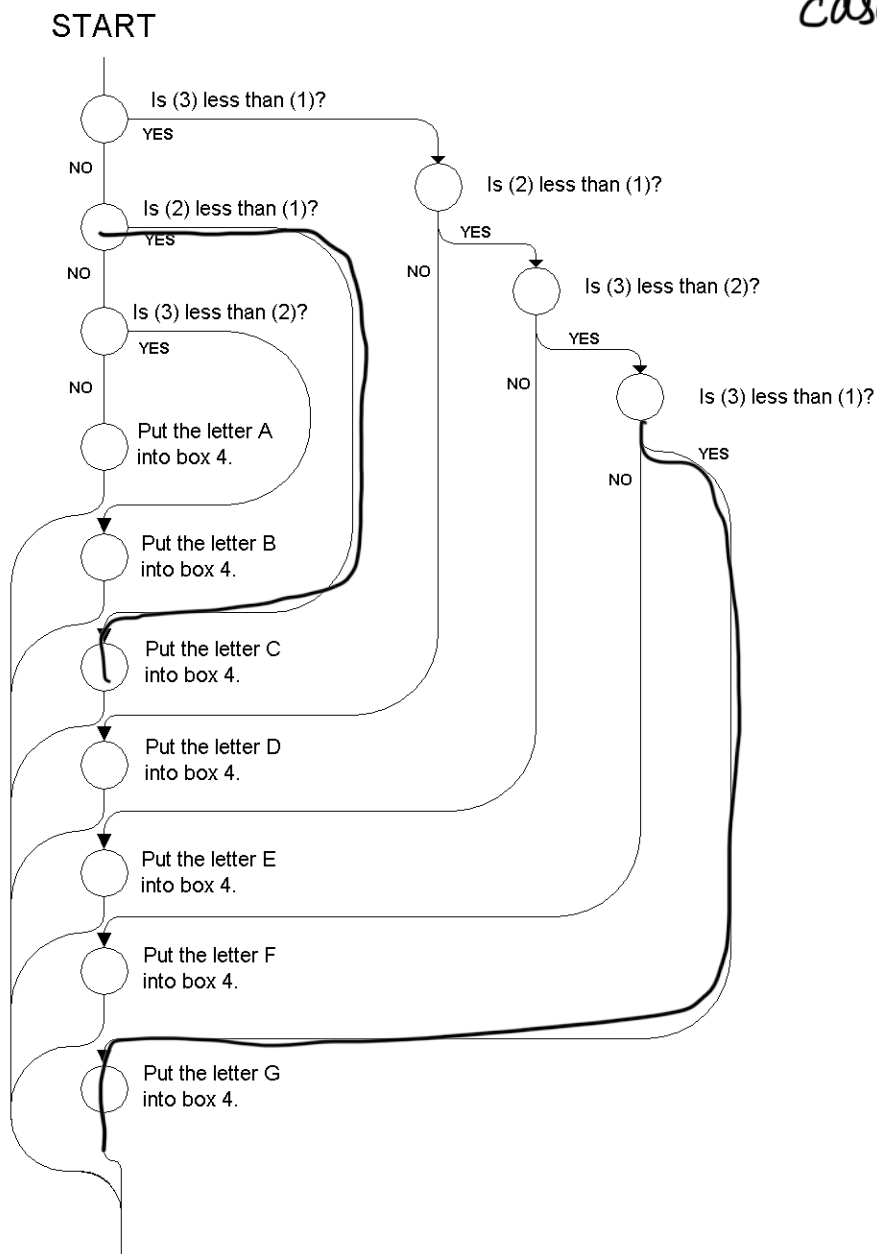 START
Is (3) less than (1)?
YES
NO
Is (2) less than (1)?
Is (2) less than (1)?
YES
YES
NO
NO
Is (3) less than (2)?
Is (3) less than (2)?
YES
YES
NO
NO
Is (3) less than (1)?
Put the letter A
into box 4.
YES
NO
Put the letter B
into box 4.
Put the letter C
into box 4.
Put the letter D
into box 4.
Put the letter E
into box 4.
Put the letter F
into box 4.
Put the letter G
into box 4.